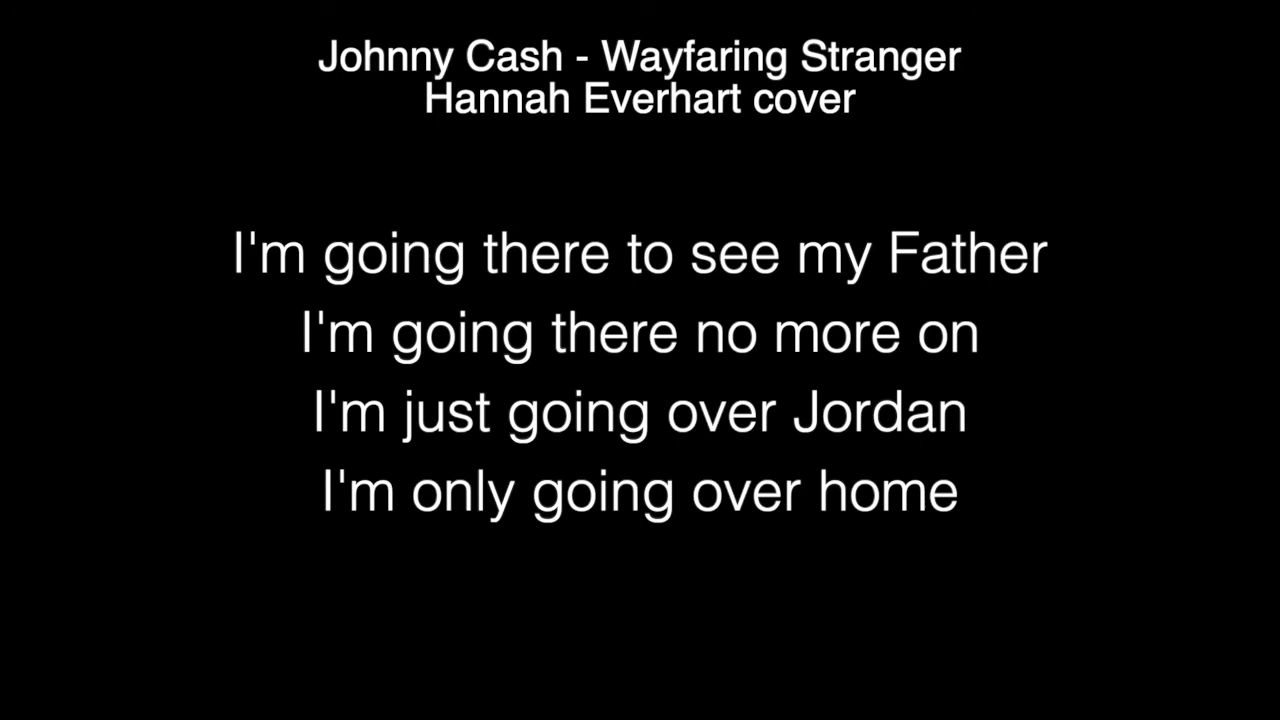 Johnny Cash - Wayfaring Stranger
Hannah Everhart cover
I'm going there to see my Father
I'm going there no more on
I'm just going over Jordan
I'm only going over home